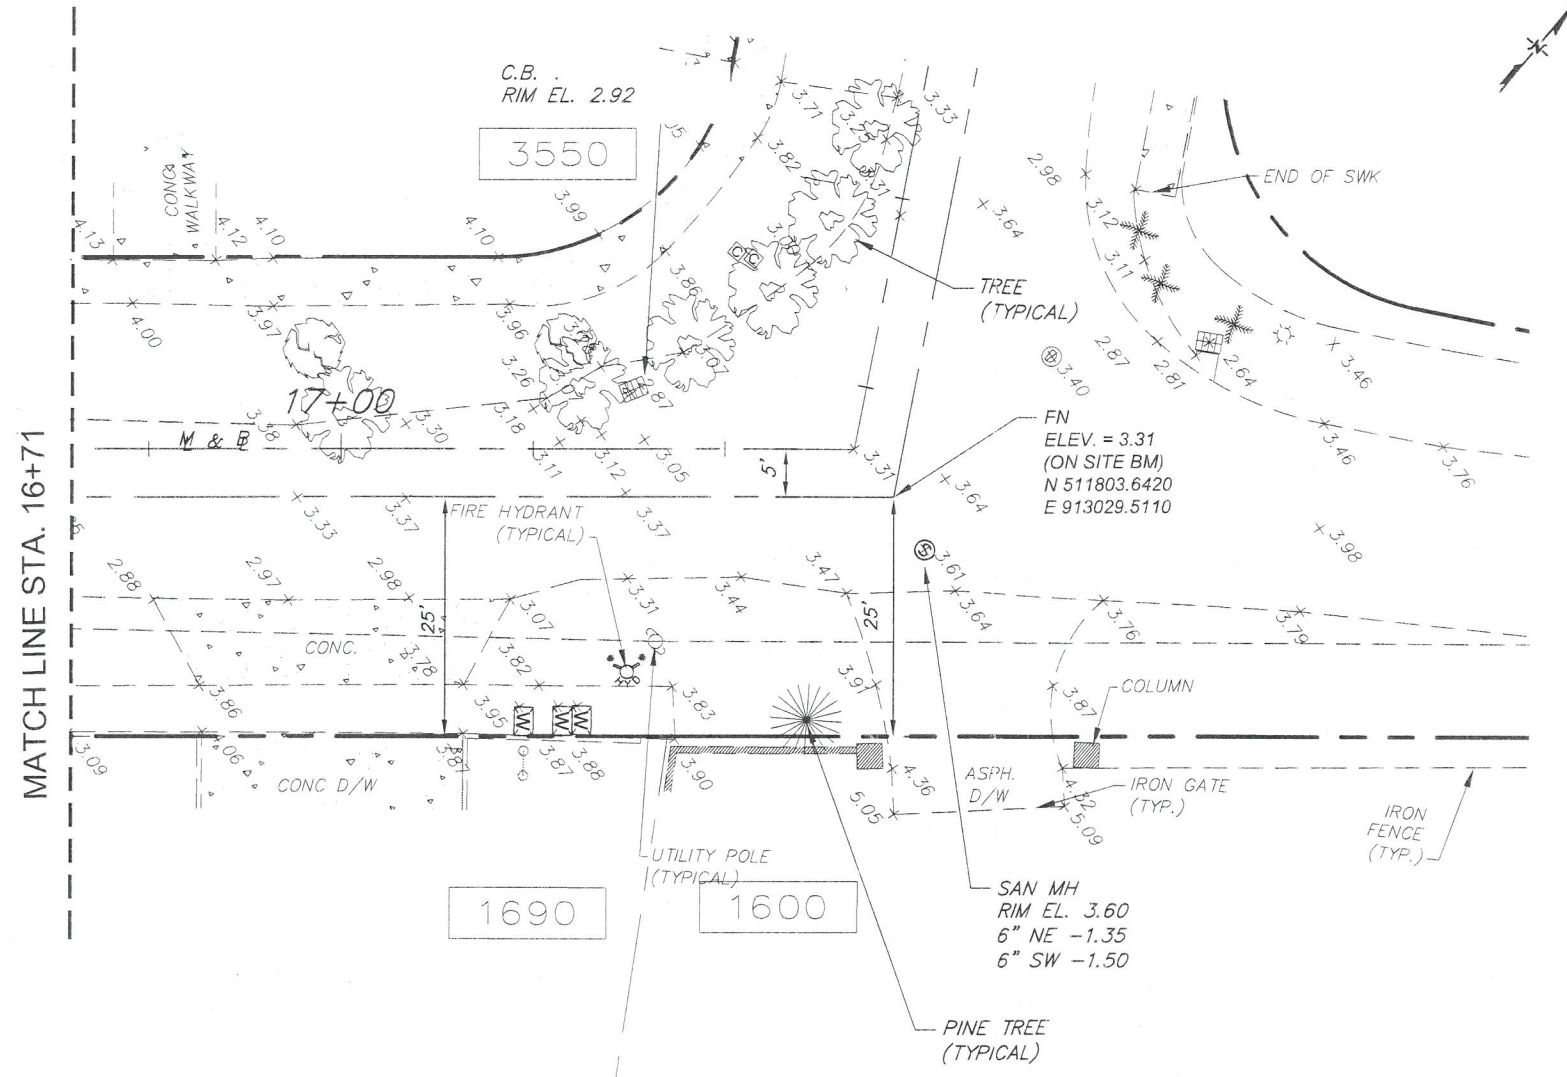 C.B. .
RIM EL. 2.92
3550
CONC.
WALKWAY
4.13
4.12
4.10
4.10
3.99
3.71
3.33
3.82
3.64
2.98
3.12
3.11
END OF SWK
N
TREE
(TYPICAL)
3.86
4.00
3.97
3.96
3.26
3.18
17+00
3.38
3.30
M & B
3.11
3.12
3.05
2.87
3.07
3.31
5'
3.40
2.87
2.81
2.64
3.46
3.46
3.76
FN
ELEV. = 3.31
(ON SITE BM)
N 511803.6420
E 913029.5110
3.64
3.98
MATCH LINE STA. 16+71
3.33
3.37
3.37
FIRE HYDRANT
(TYPICAL)
2.88
2.97
2.98
25'
3.07
3.31
3.44
3.47
25'
3.61
3.64
3.76
3.79
CONC.
3.78
3.82
3.86
3.95
3.83
3.91
3.87
COLUMN
W
W
W
3.09
4.06
3.87
3.87
3.88
3.90
4.36
5.05
ASPH.
D/W
4.32
5.09
IRON GATE
(TYP.)
IRON
FENCE
(TYP.)
CONC D/W
UTILITY POLE
(TYPICAL)
1690
1600
SAN MH
RIM EL. 3.60
6" NE -1.35
6" SW -1.50
PINE TREE
(TYPICAL)